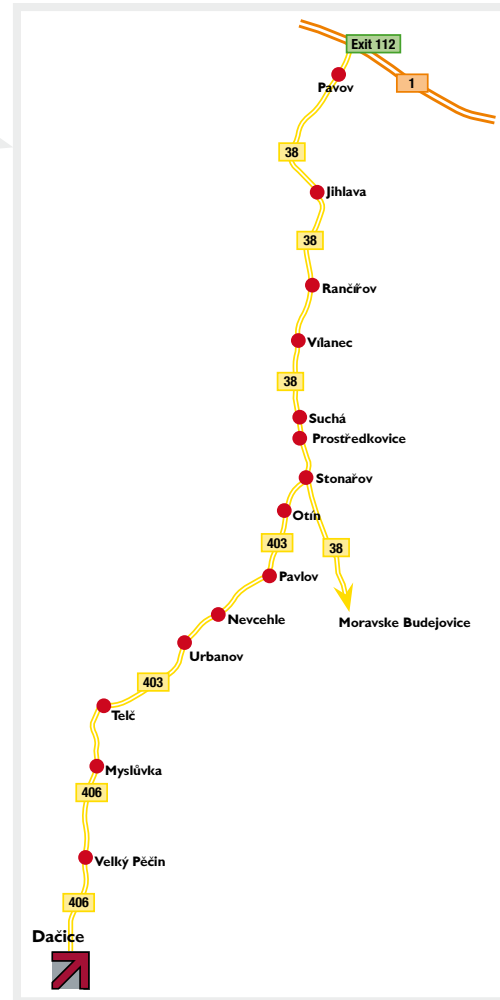 Exit 112
1
Pavov
38
Jihlava
38
Rančířov
Vílanec
38
Suchá
Prostředkovice
Stonařov
Otín
403
38
Pavlov
Nevcehle
Moravske Budejovice
Urbanov
403
Telč
Myslůvka
406
Velký Pěčin
406
Dačice